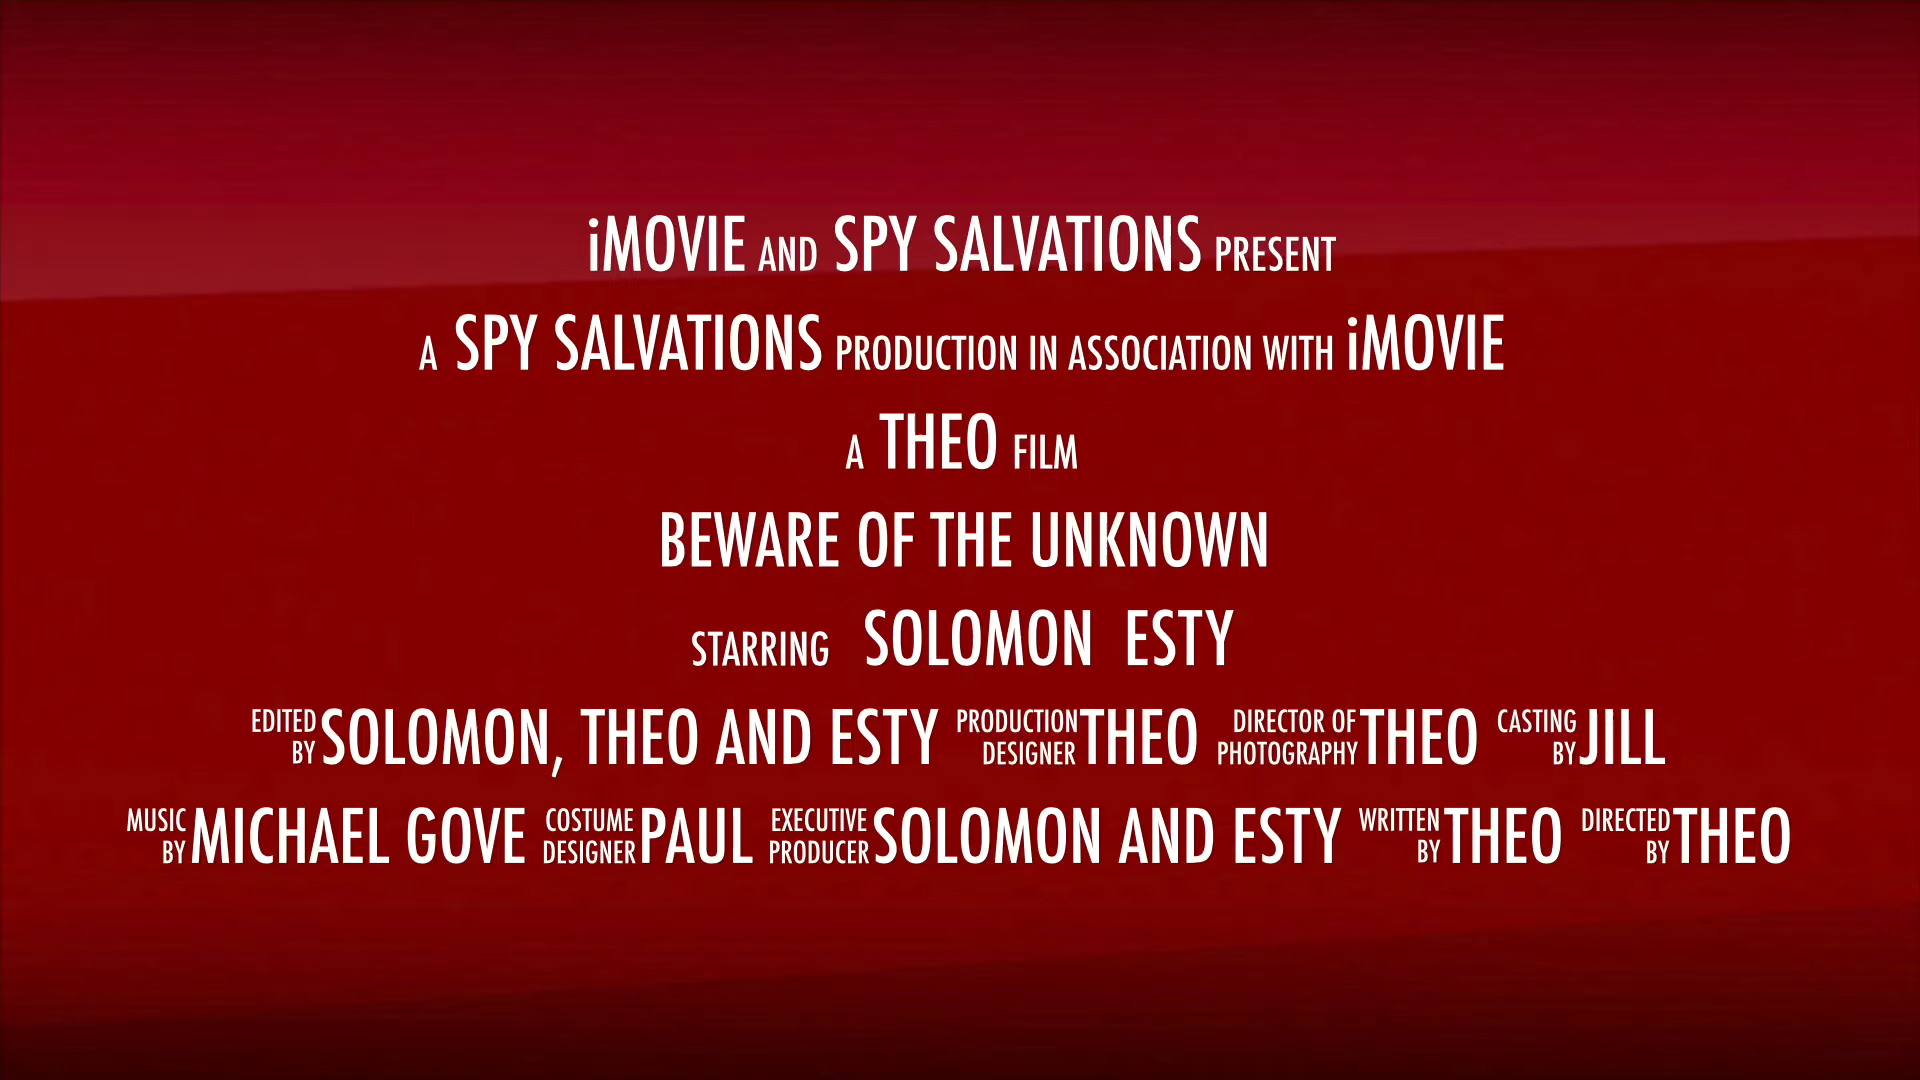 iMOVIE AND SPY SALVATIONS PRESENT
A SPY SALVATIONS PRODUCTION IN ASSOCIATION WITH iMOVIE
A THEO FILM
BEWARE OF THE UNKNOWN
STARRING SOLOMON ESTY
EDITED BY SOLOMON, THEO AND ESTY PRODUCTION DESIGNER THEO DIRECTOR OF PHOTOGRAPHY THEO CASTING BY JILL
MUSIC BY MICHAEL GOVE COSTUME DESIGNER PAUL EXECUTIVE PRODUCER SOLOMON AND ESTY WRITTEN BY THEO DIRECTED BY THEO